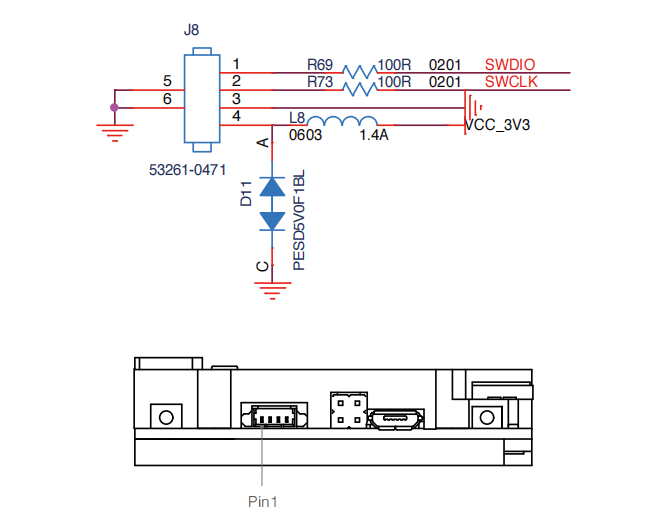 J8
1 R69 100R 0201 SWDIO
5 2 R73 100R 0201 SWCLK
6 3
4 L8 VCC_3V3
0603 1.4A
A
53261-0471
D11
PESD5V0F1BL
C
Pin1